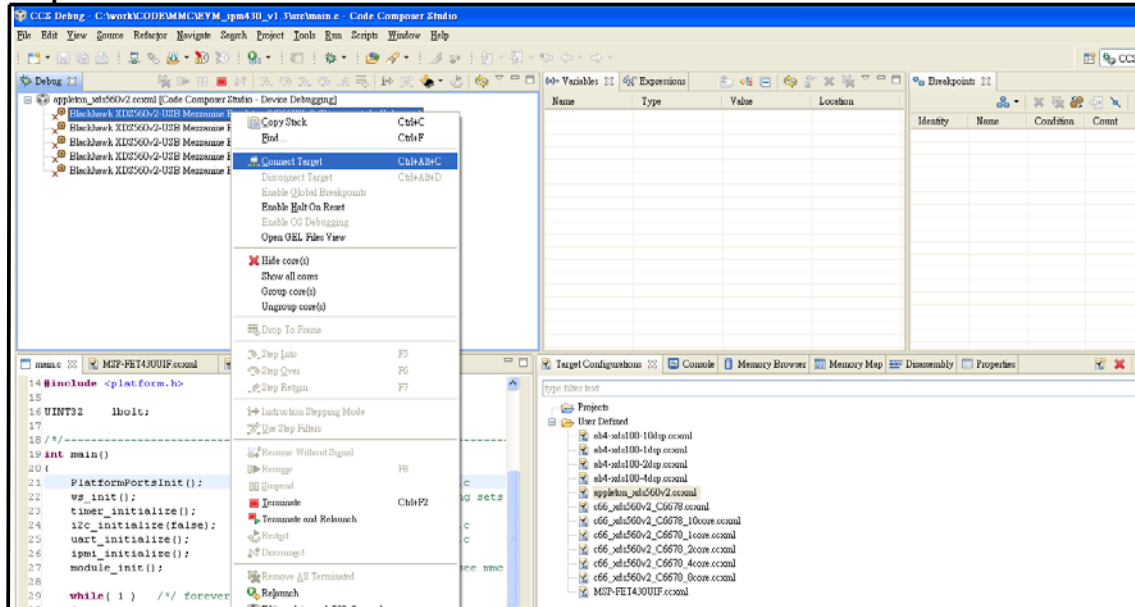 CCS Debug - C:\work\CODE\MMC\EVM_ipm430_v1_3\src\main.c - Code Composer Studio
File Edit View Source Refactor Navigate Search Project Tools Run Scripts Window Help
CCS
Debug
appleton_xds560v2.ccxml [Code Composer Studio - Device Debugging]
Blackhawk XDS560v2-USB Mezzanine
Blackhawk XDS560v2-USB Mezzanine
Blackhawk XDS560v2-USB Mezzanine
Blackhawk XDS560v2-USB Mezzanine
Blackhawk XDS560v2-USB Mezzanine
Copy Stack Ctrl+C
Find... Ctrl+F
Connect Target Ctrl+Alt+C
Disconnect Target Ctrl+Alt+D
Enable Global Breakpoints
Enable Halt On Reset
Enable OS Debugging
Open GEL Files View
Hide core(s)
Show all cores
Group core(s)
Ungroup core(s)
Drop To Frame
Step Into F5
Step Over F6
Step Return F7
Instruction Stepping Mode
Use Step Filters
Resume Without Signal
Resume F8
Suspend
Terminate Ctrl+F2
Terminate and Relaunch
Restart
Disconnect
Remove All Terminated
Relaunch
(x)= Variables Expressions
Name Type Value Location
Breakpoints
Identity Name Condition Count
main.c MSP-FET430UIF.ccxml
14 #include <platform.h>
15
16 UINT32 lbolt;
17
18 /*/----------------
19 int main()
20 {
21 PlatformPortsInit();
22 ws_init(); g sets
23 timer_initialize();
24 i2c_initialize(false);
25 uart_initialize();
26 ipmi_initialize();
27 module_init(); see mmc
28
29 while( 1 ) /*/ forever
Target Configurations Console Memory Browser Memory Map Disassembly Properties
type filter text
Projects
User Defined
ab4-xds100-10dsp.ccxml
ab4-xds100-1dsp.ccxml
ab4-xds100-2dsp.ccxml
ab4-xds100-4dsp.ccxml
appleton_xds560v2.ccxml
c66_xds560v2_C6678.ccxml
c66_xds560v2_C6678_10core.ccxml
c66_xds560v2_C6678_1core.ccxml
c66_xds560v2_C6678_2core.ccxml
c66_xds560v2_C6678_4core.ccxml
c66_xds560v2_C6678_8core.ccxml
MSP-FET430UIF.ccxml